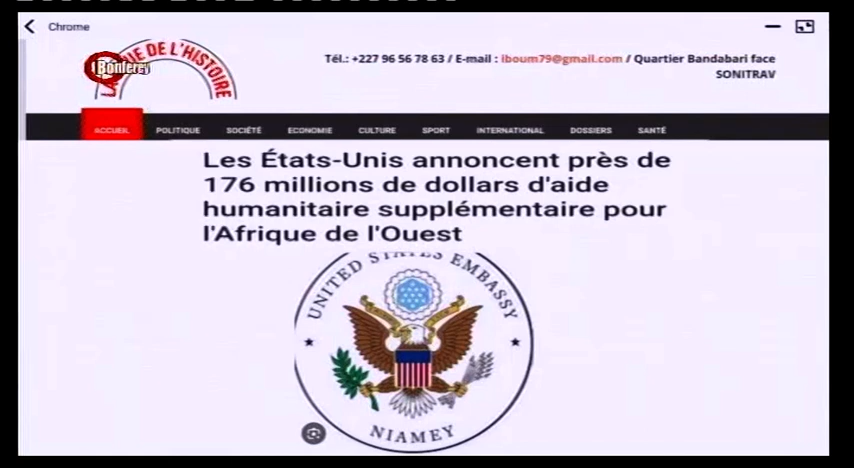 Chrome
DE L'HISTOIRE
Bonferey
Tél.: +227 96 56 78 63 / E-mail : iboum79@gmail.com / Quartier Bandabari face
SONITRAV
ACCUEIL POLITIQUE SOCIÉTÉ ECONOMIE CULTURE SPORT INTERNATIONAL DOSSIERS SANTÉ
Les États-Unis annoncent près de
176 millions de dollars d'aide
humanitaire supplémentaire pour
l'Afrique de l'Ouest
UNITED STATES EMBASSY
NIAMEY